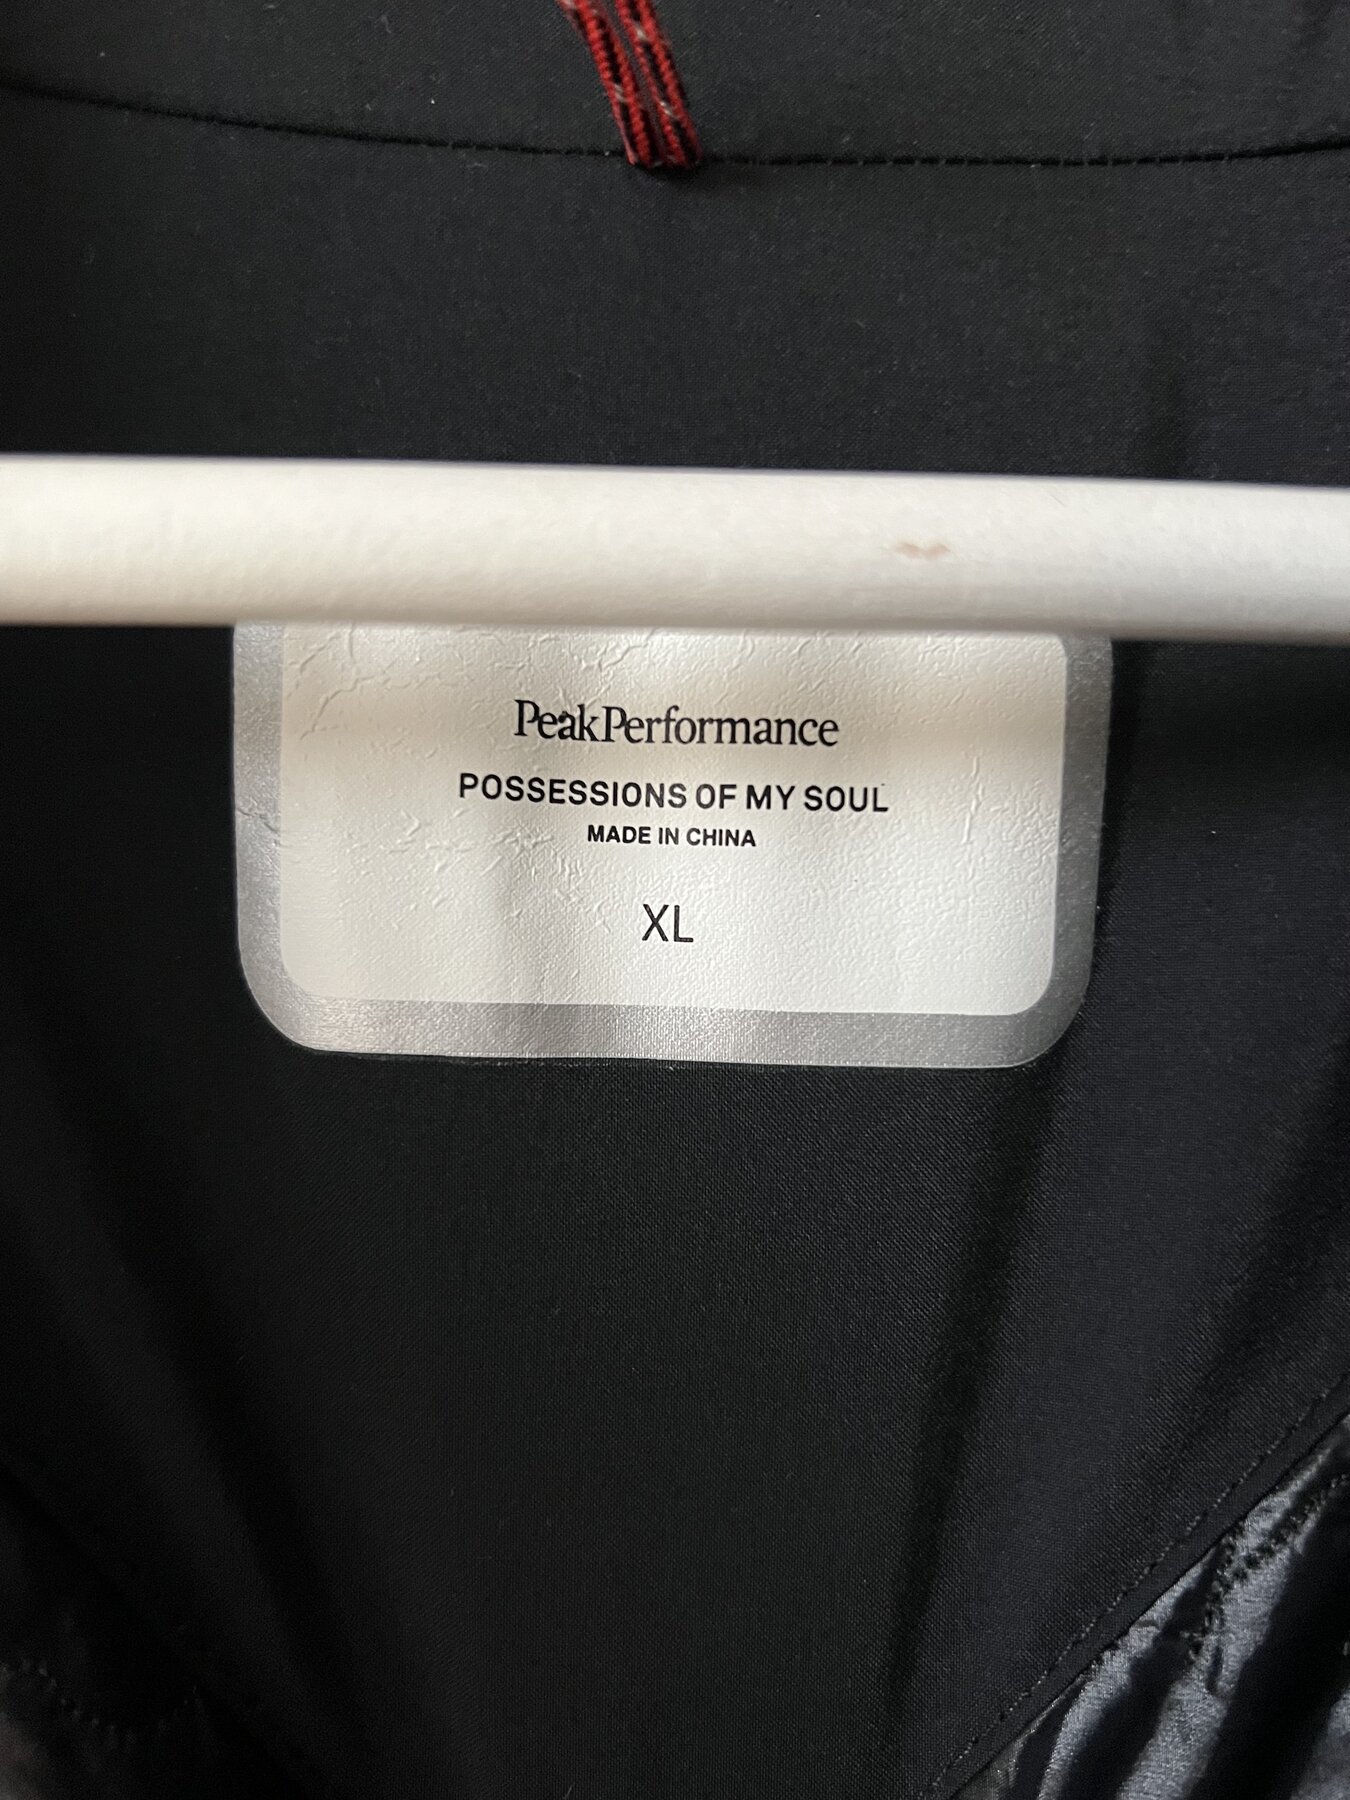 PeakPerformance
POSSESSIONS OF MY SOUL
MADE IN CHINA
XL